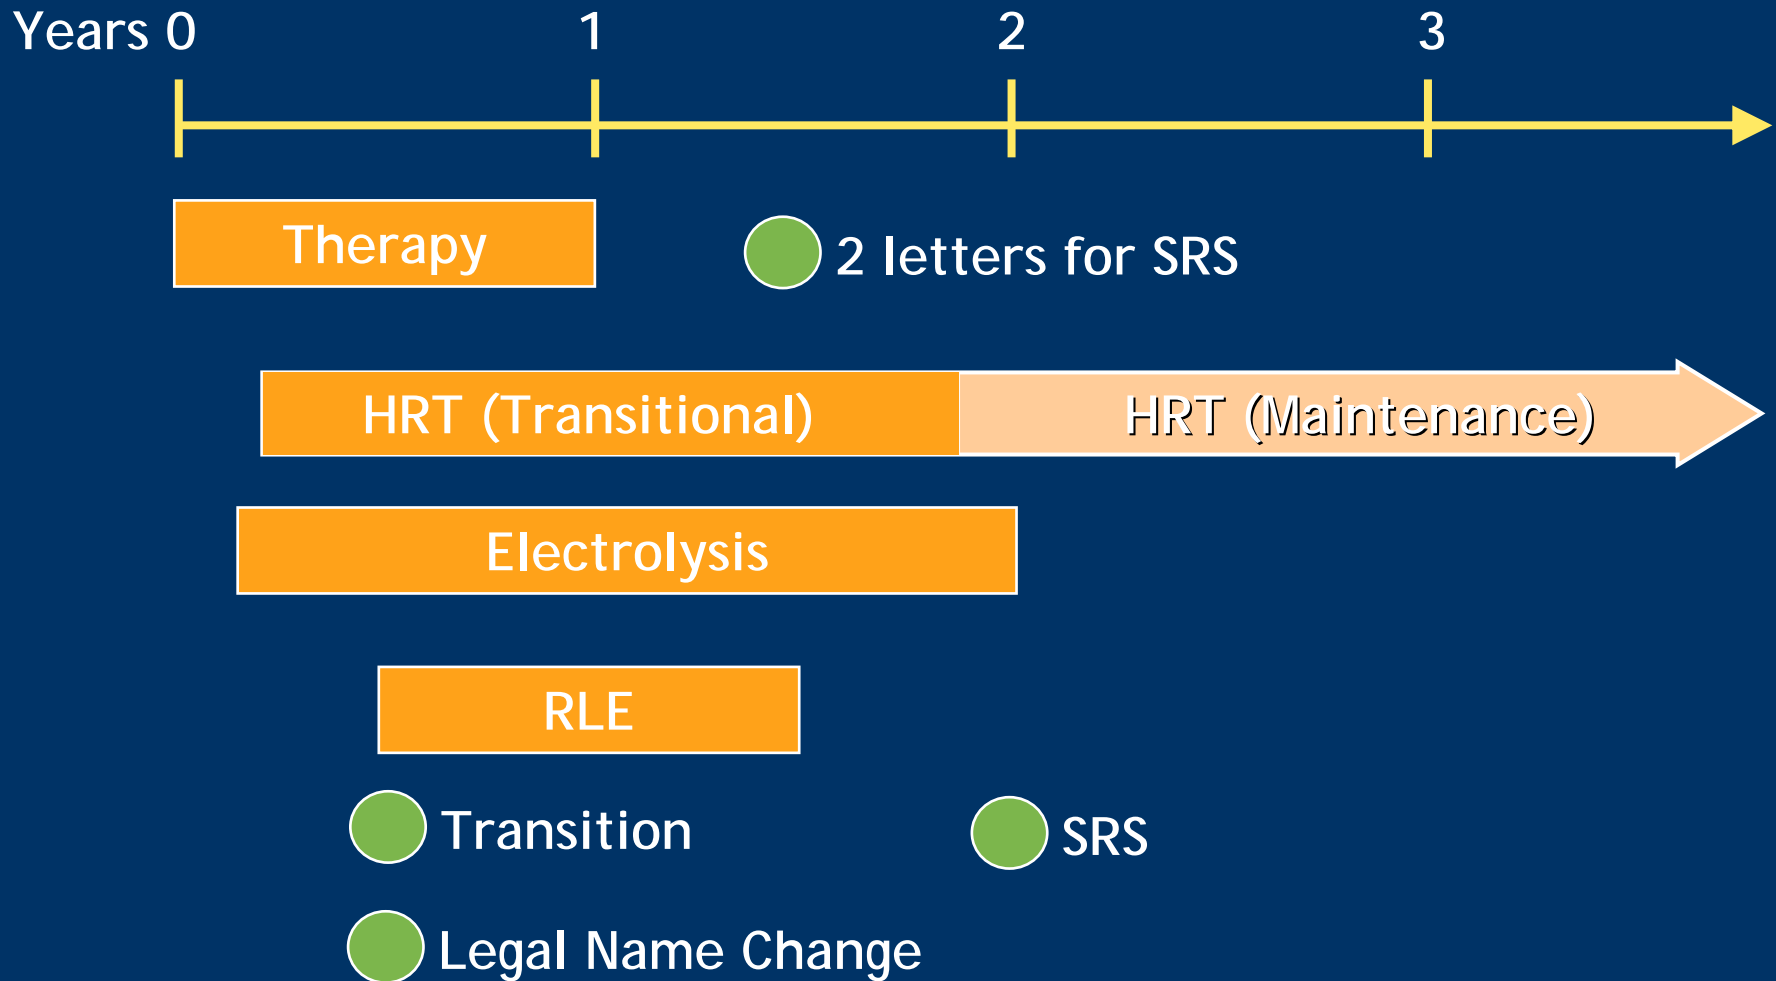 Years 0 1 2 3
Therapy
2 letters for SRS
HRT (Transitional)
HRT (Maintenance)
Electrolysis
RLE
Transition
SRS
Legal Name Change